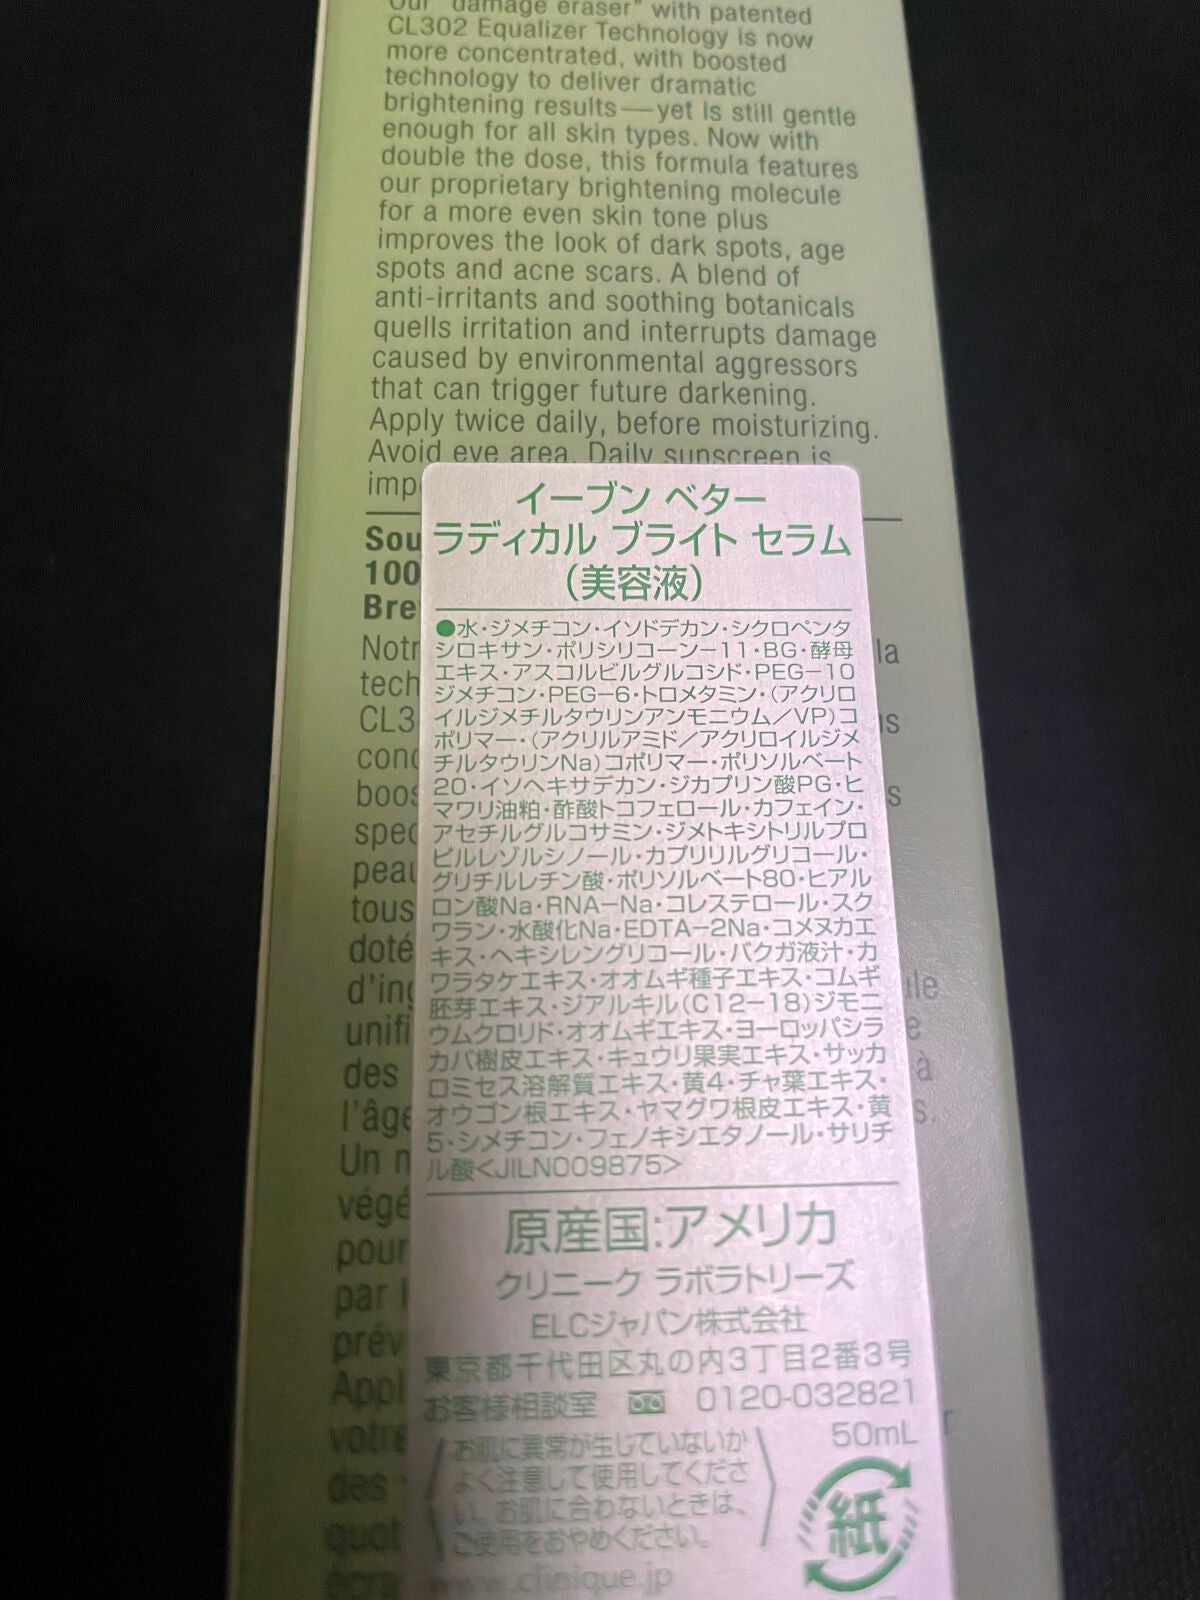 Our "damage eraser" with patented
CL302 Equalizer Technology is now
more concentrated, with boosted
technology to deliver dramatic
brightening results—yet is still gentle
enough for all skin types. Now with
double the dose, this formula features
our proprietary brightening molecule
for a more even skin tone plus
improves the look of dark spots, age
spots and acne scars. A blend of
anti-irritants and soothing botanicals
quells irritation and interrupts damage
caused by environmental aggressors
that can trigger future darkening.
Apply twice daily, before moisturizing.
Avoid eye area. Daily sunscreen is
imp
Sou
100
Bre
Notr
la
tech
CL3
conc
boos
spec
peau
tous
doté
d'ing
unifi
des
à
l'âge
Un m
végé
pour
par l
prév
Appl
votre
des
quot
écra
イーブン ベター
ラディカル ブライト セラム
（美容液）
●水・ジメチコン・イソドデカン・シクロペンタ
シロキサン・ポリシリコーン－11・BG・酵母
エキス・アスコルビルグルコシド・PEG－10
ジメチコン・PEG－6・トロメタミン・（アクリロ
イルジメチルタウリンアンモニウム／VP）コ
ポリマー・（アクリルアミド／アクリロイルジメ
チルタウリンNa）コポリマー・ポリソルベート
20・イソヘキサデカン・ジカプリン酸PG・ヒ
マワリ油粕・酢酸トコフェロール・カフェイン・
アセチルグルコサミン・ジメトキシトリルプロ
ピルレゾルシノール・カプリリルグリコール・
グリチルレチン酸・ポリソルベート80・ヒアル
ロン酸Na・RNA－Na・コレステロール・スク
ワラン・水酸化Na・EDTA－2Na・コメヌカエ
キス・ヘキシレングリコール・バクガ液汁・カ
ワラタケエキス・オオムギ種子エキス・コムギ
胚芽エキス・ジアルキル（C12－18）ジモニ
ウムクロリド・オオムギエキス・ヨーロッパシラ
カバ樹皮エキス・キュウリ果実エキス・サッカ
ロミセス溶解質エキス・黄4・チャ葉エキス・
オウゴン根エキス・ヤマグワ根皮エキス・黄
5・シメチコン・フェノキシエタノール・サリチ
ル酸<JILN009875>
原産国:アメリカ
クリニーク ラボラトリーズ
ELCジャパン株式会社
東京都千代田区丸の内3丁目2番3号
お客様相談室 0120-032821
50mL
お肌に異常が生じていないか
よく注意して使用してくださ
い。お肌に合わないときは、
ご使用をおやめください。
紙
www.clinique.jp